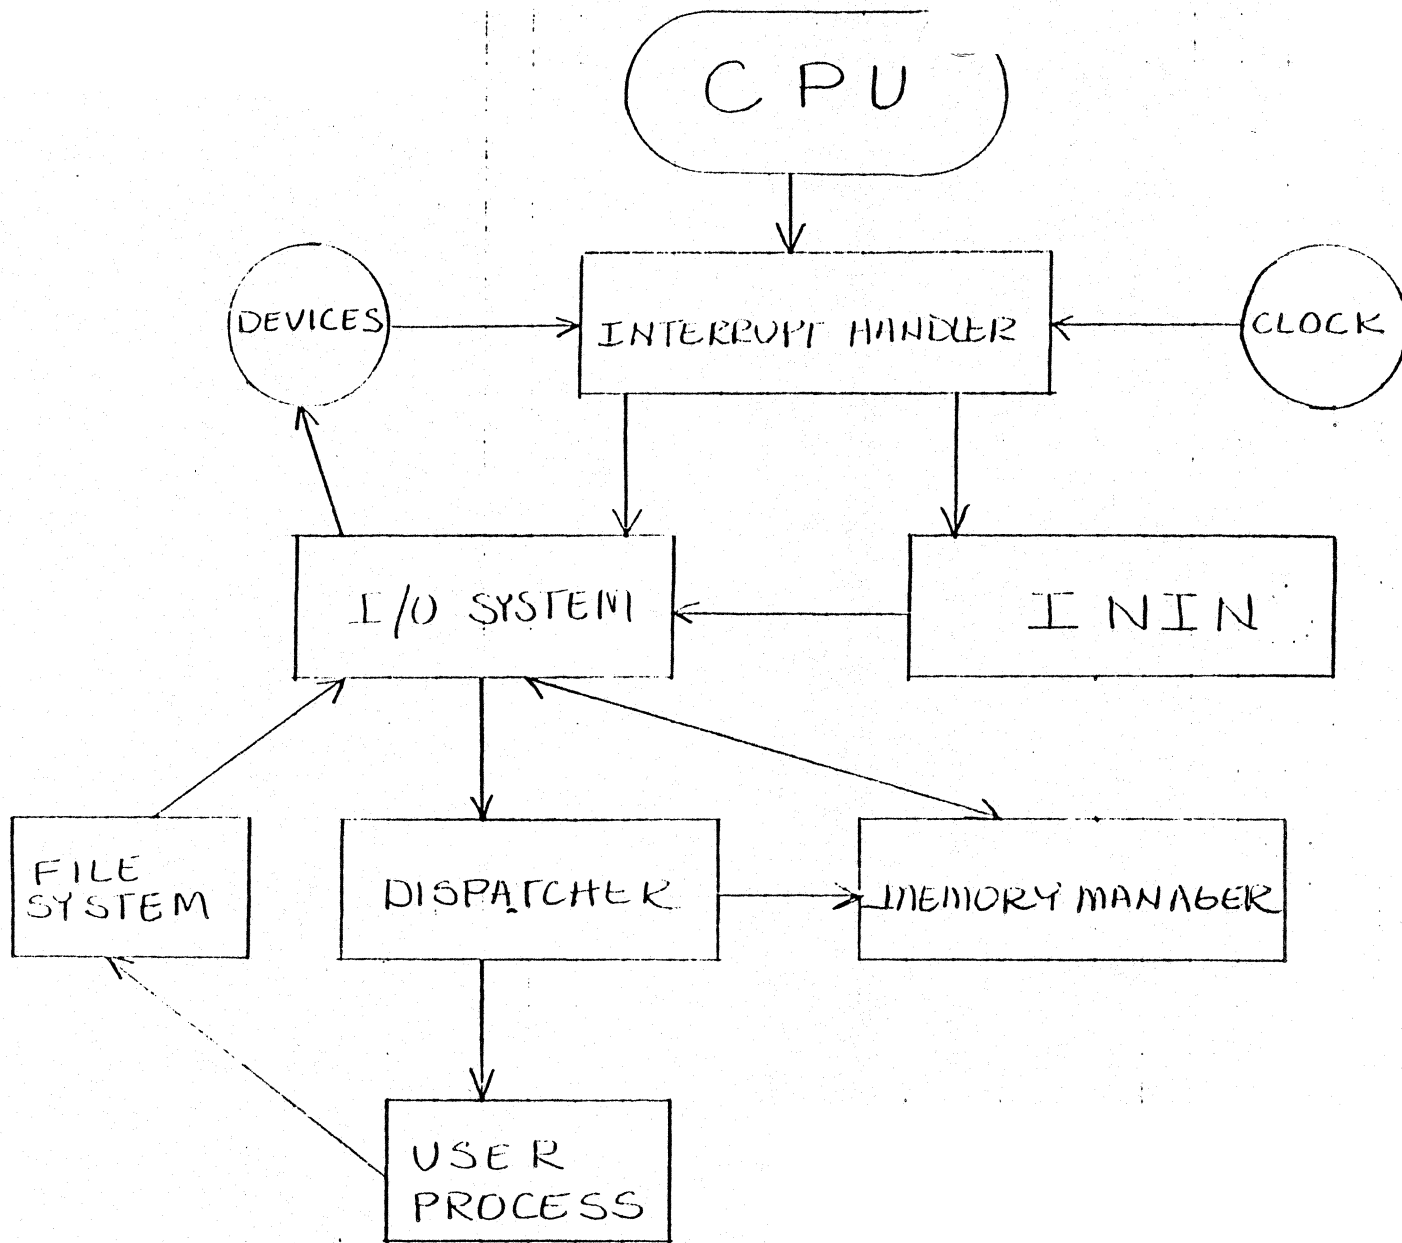 CPU
DEVICES
INTERRUPT HANDLER
CLOCK
I/O SYSTEM
ININ
FILE
SYSTEM
DISPATCHER
MEMORY MANAGER
USER
PROCESS